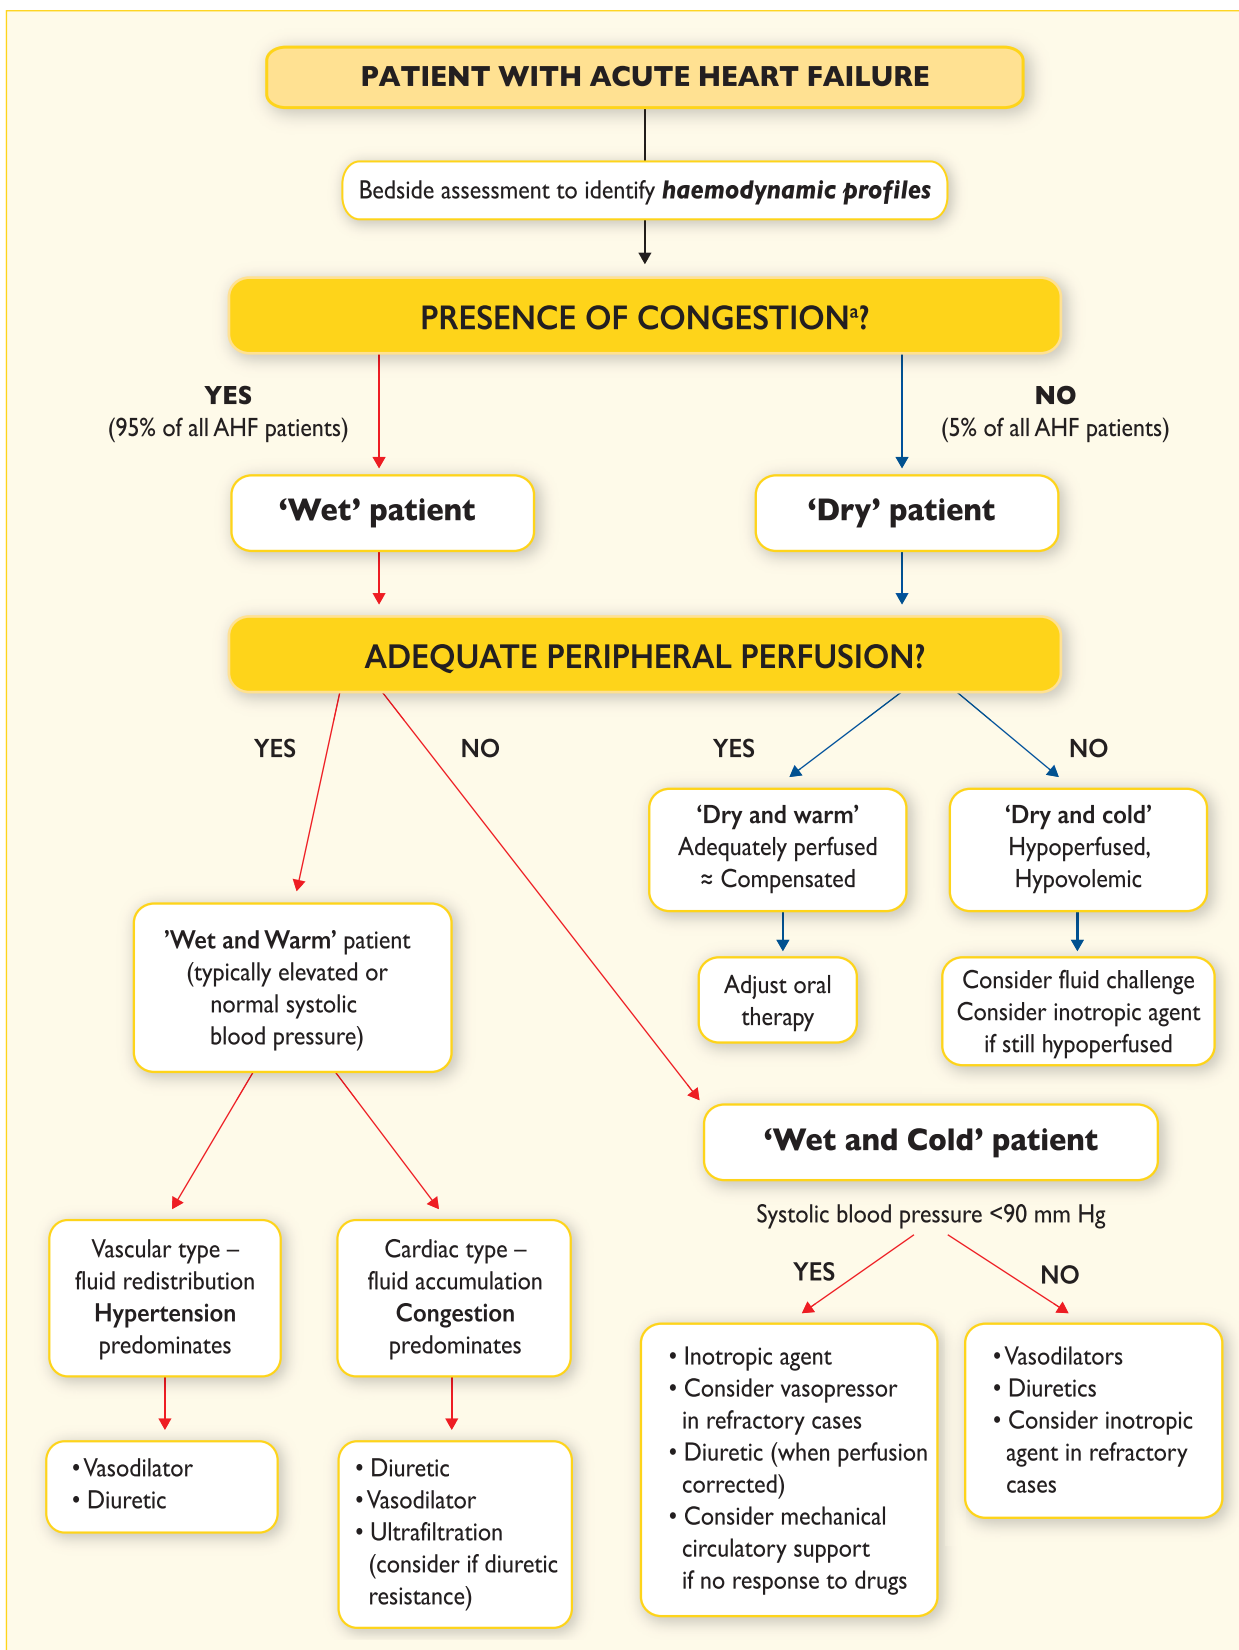 PATIENT WITH ACUTE HEART FAILURE
Bedside assessment to identify haemodynamic profiles
PRESENCE OF CONGESTIONᵃ?
YES
(95% of all AHF patients)
NO
(5% of all AHF patients)
‘Wet’ patient
‘Dry’ patient
ADEQUATE PERIPHERAL PERFUSION?
YES
NO
YES
NO
‘Dry and warm’
Adequately perfused
≈ Compensated
‘Dry and cold’
Hypoperfused,
Hypovolemic
’Wet and Warm’ patient
(typically elevated or
normal systolic
blood pressure)
Adjust oral
therapy
Consider fluid challenge
Consider inotropic agent
if still hypoperfused
‘Wet and Cold’ patient
Systolic blood pressure <90 mm Hg
YES
NO
Vascular type –
fluid redistribution
Hypertension
predominates
Cardiac type –
fluid accumulation
Congestion
predominates
• Inotropic agent
• Consider vasopressor
in refractory cases
• Diuretic (when perfusion
corrected)
• Consider mechanical
circulatory support
if no response to drugs
• Vasodilators
• Diuretics
• Consider inotropic
agent in refractory
cases
• Vasodilator
• Diuretic
• Diuretic
• Vasodilator
• Ultrafiltration
(consider if diuretic
resistance)